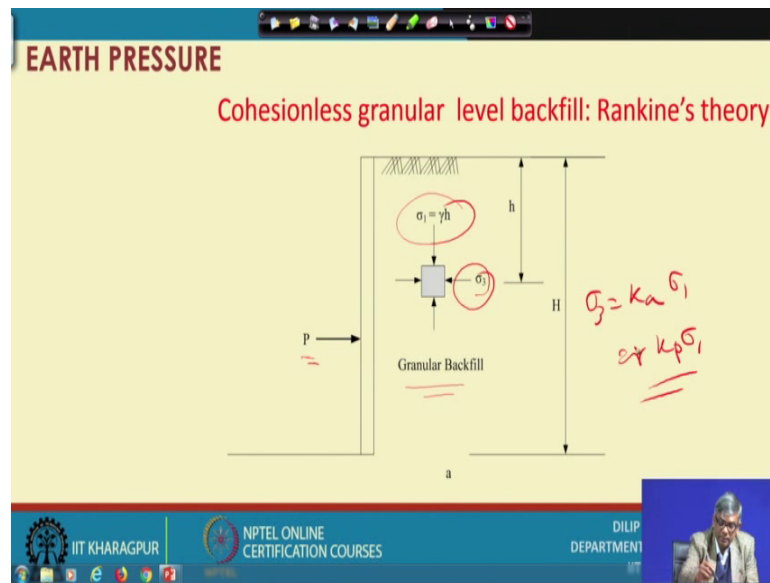 EARTH PRESSURE
Cohesionless granular level backfill: Rankine's theory
σ₁ = γh
h
σ₃
H
σ₃ = Kₐ σ₁
or Kₚ σ₁
P
Granular Backfill
a
IIT KHARAGPUR
NPTEL ONLINE
CERTIFICATION COURSES
DILIP
DEPARTMENT